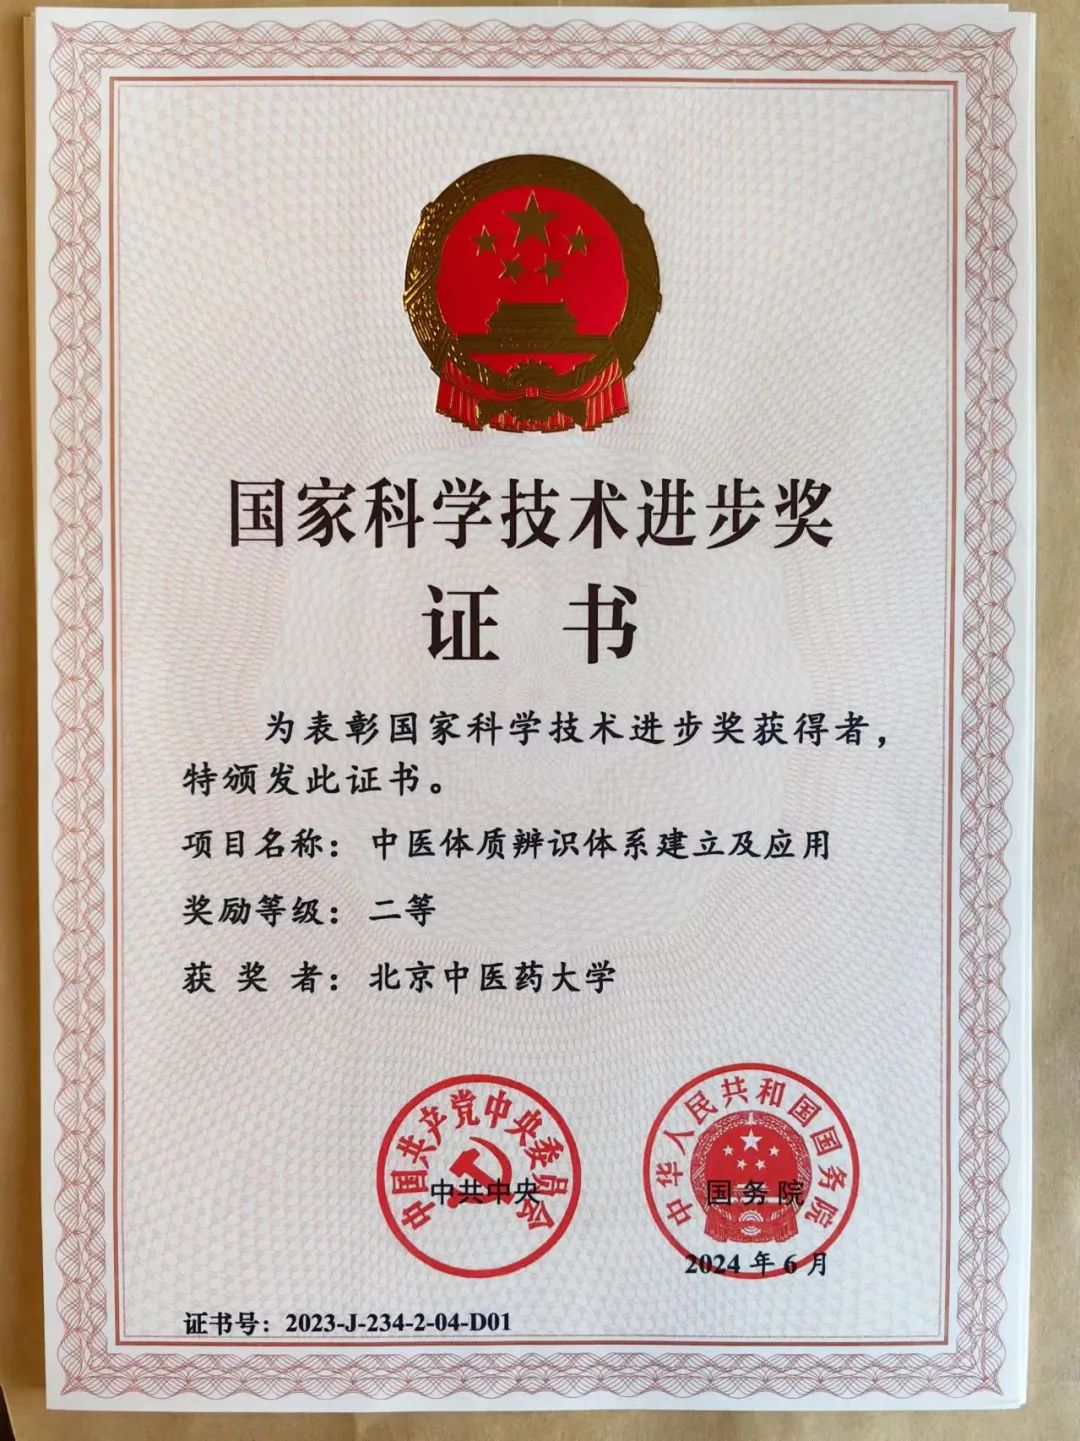 国家科学技术进步奖
证书
为表彰国家科学技术进步奖获得者，
特颁发此证书。
项目名称：中医体质辨识体系建立及应用
奖励等级：二等
获奖者：北京中医药大学
中国共产党中央委员会
中共中央
中华人民共和国国务院
国务院
2024年6月
证书号：2023-J-234-2-04-D01